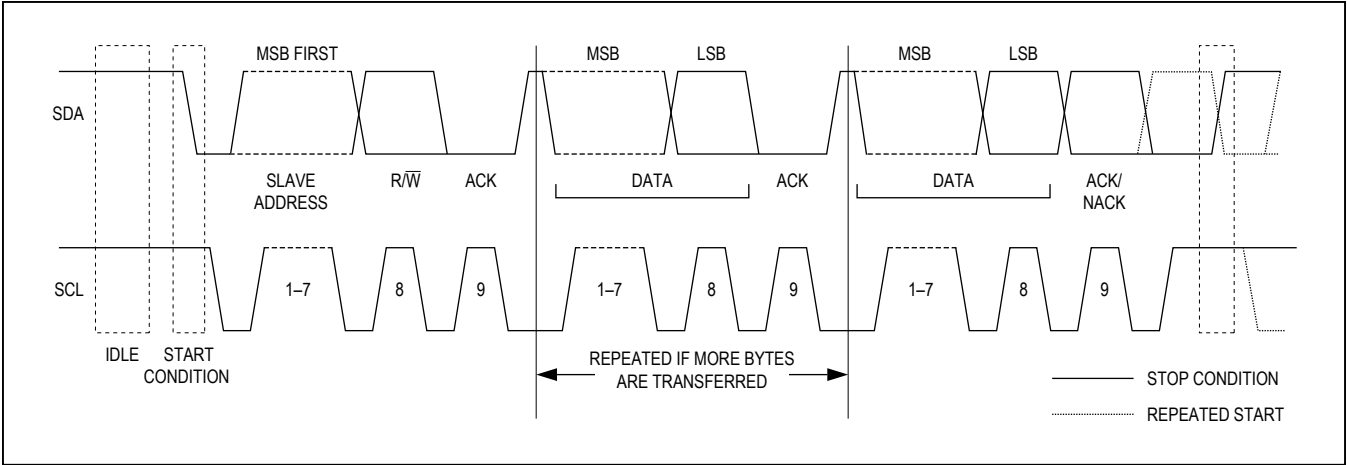 MSB FIRST
MSB
LSB
MSB
LSB
SDA
SLAVE
ADDRESS
R/W̅
ACK
DATA
ACK
DATA
ACK/
NACK
SCL
1–7
8
9
1–7
8
9
1–7
8
9
IDLE
START
CONDITION
REPEATED IF MORE BYTES
ARE TRANSFERRED
STOP CONDITION
REPEATED START